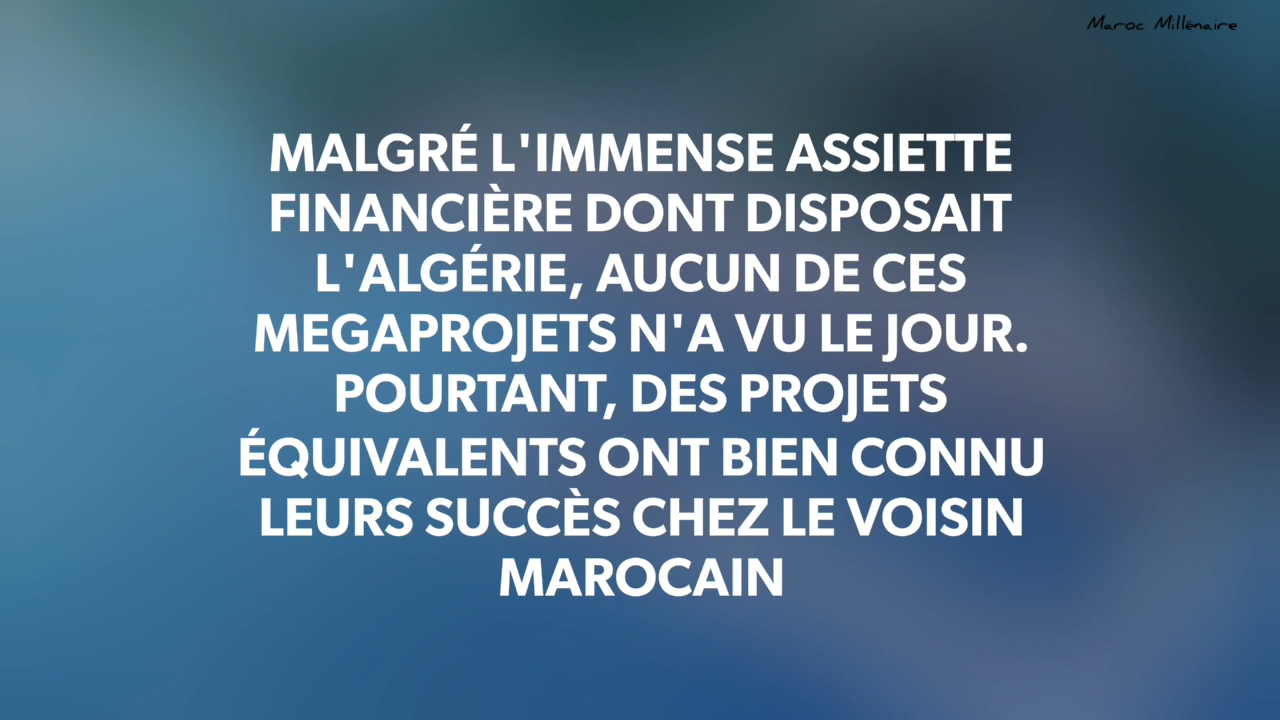 Maroc Millénaire
MALGRÉ L'IMMENSE ASSIETTE
FINANCIÈRE DONT DISPOSAIT
L'ALGÉRIE, AUCUN DE CES
MEGAPROJETS N'A VU LE JOUR.
POURTANT, DES PROJETS
ÉQUIVALENTS ONT BIEN CONNU
LEURS SUCCÈS CHEZ LE VOISIN
MAROCAIN